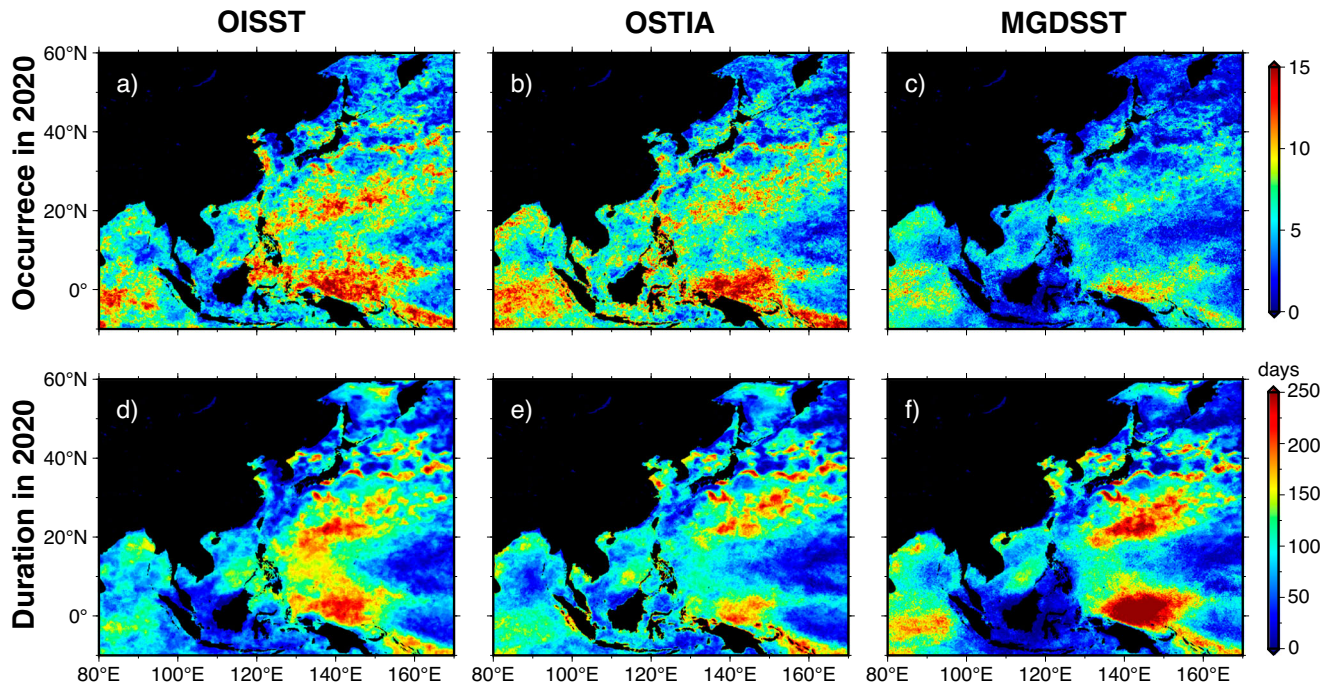 OISST OSTIA MGDSST
Occurrece in 2020
60°N
40°N
20°N
0°
a)
b)
c)
15
10
5
0
Duration in 2020
60°N
40°N
20°N
0°
d)
e)
f)
days
250
200
150
100
50
0
80°E 100°E 120°E 140°E 160°E 80°E 100°E 120°E 140°E 160°E 80°E 100°E 120°E 140°E 160°E